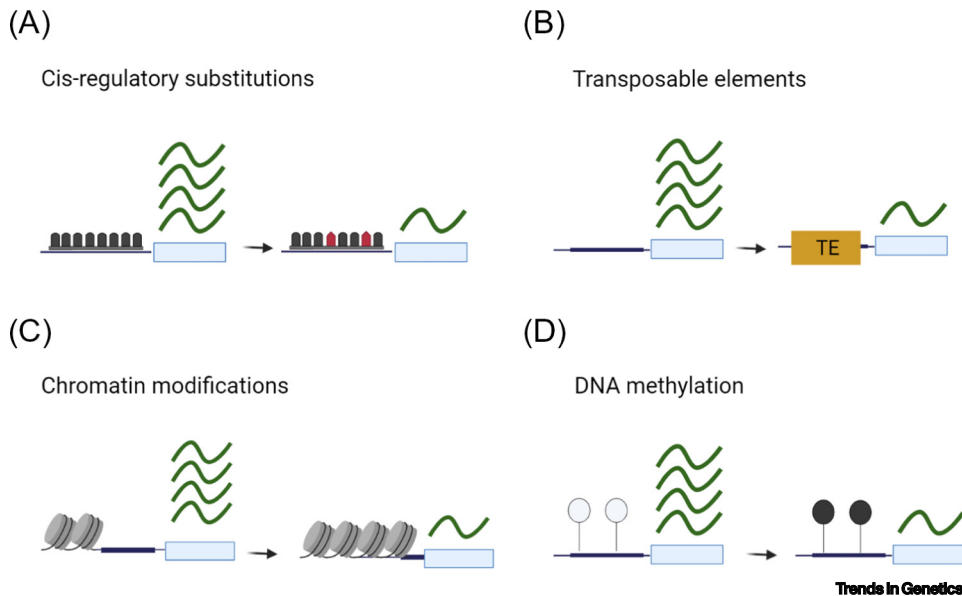 (A)
Cis-regulatory substitutions
(B)
Transposable elements
TE
(C)
Chromatin modifications
(D)
DNA methylation
Trends in Genetics